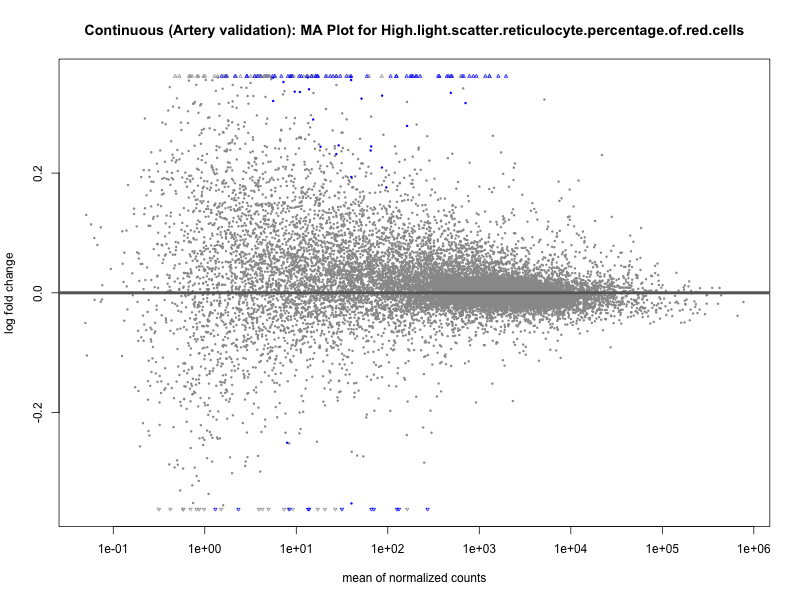 Continuous (Artery validation): MA Plot for High.light.scatter.reticulocyte.percentage.of.red.cells
log fold change
0.2
0.0
-0.2
1e-01 1e+00 1e+01 1e+02 1e+03 1e+04 1e+05 1e+06
mean of normalized counts